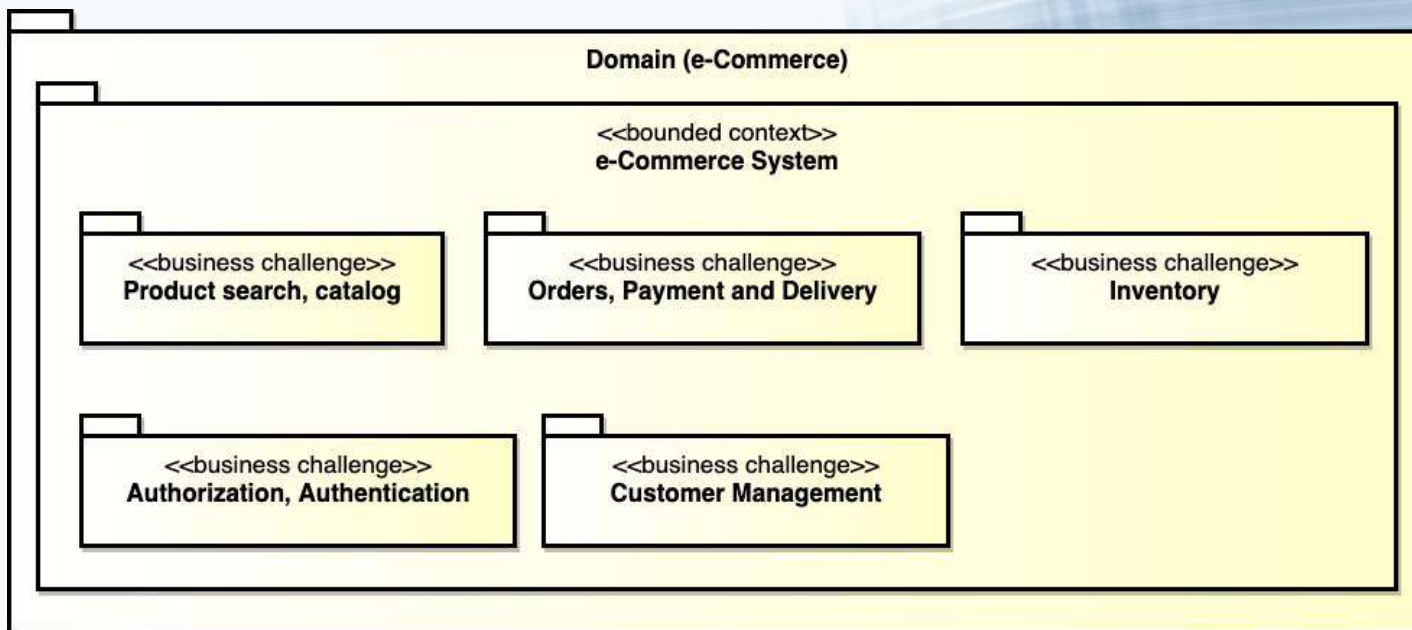 Domain (e-Commerce)
<<bounded context>>
e-Commerce System
<<business challenge>>
Product search, catalog
<<business challenge>>
Orders, Payment and Delivery
<<business challenge>>
Inventory
<<business challenge>>
Authorization, Authentication
<<business challenge>>
Customer Management